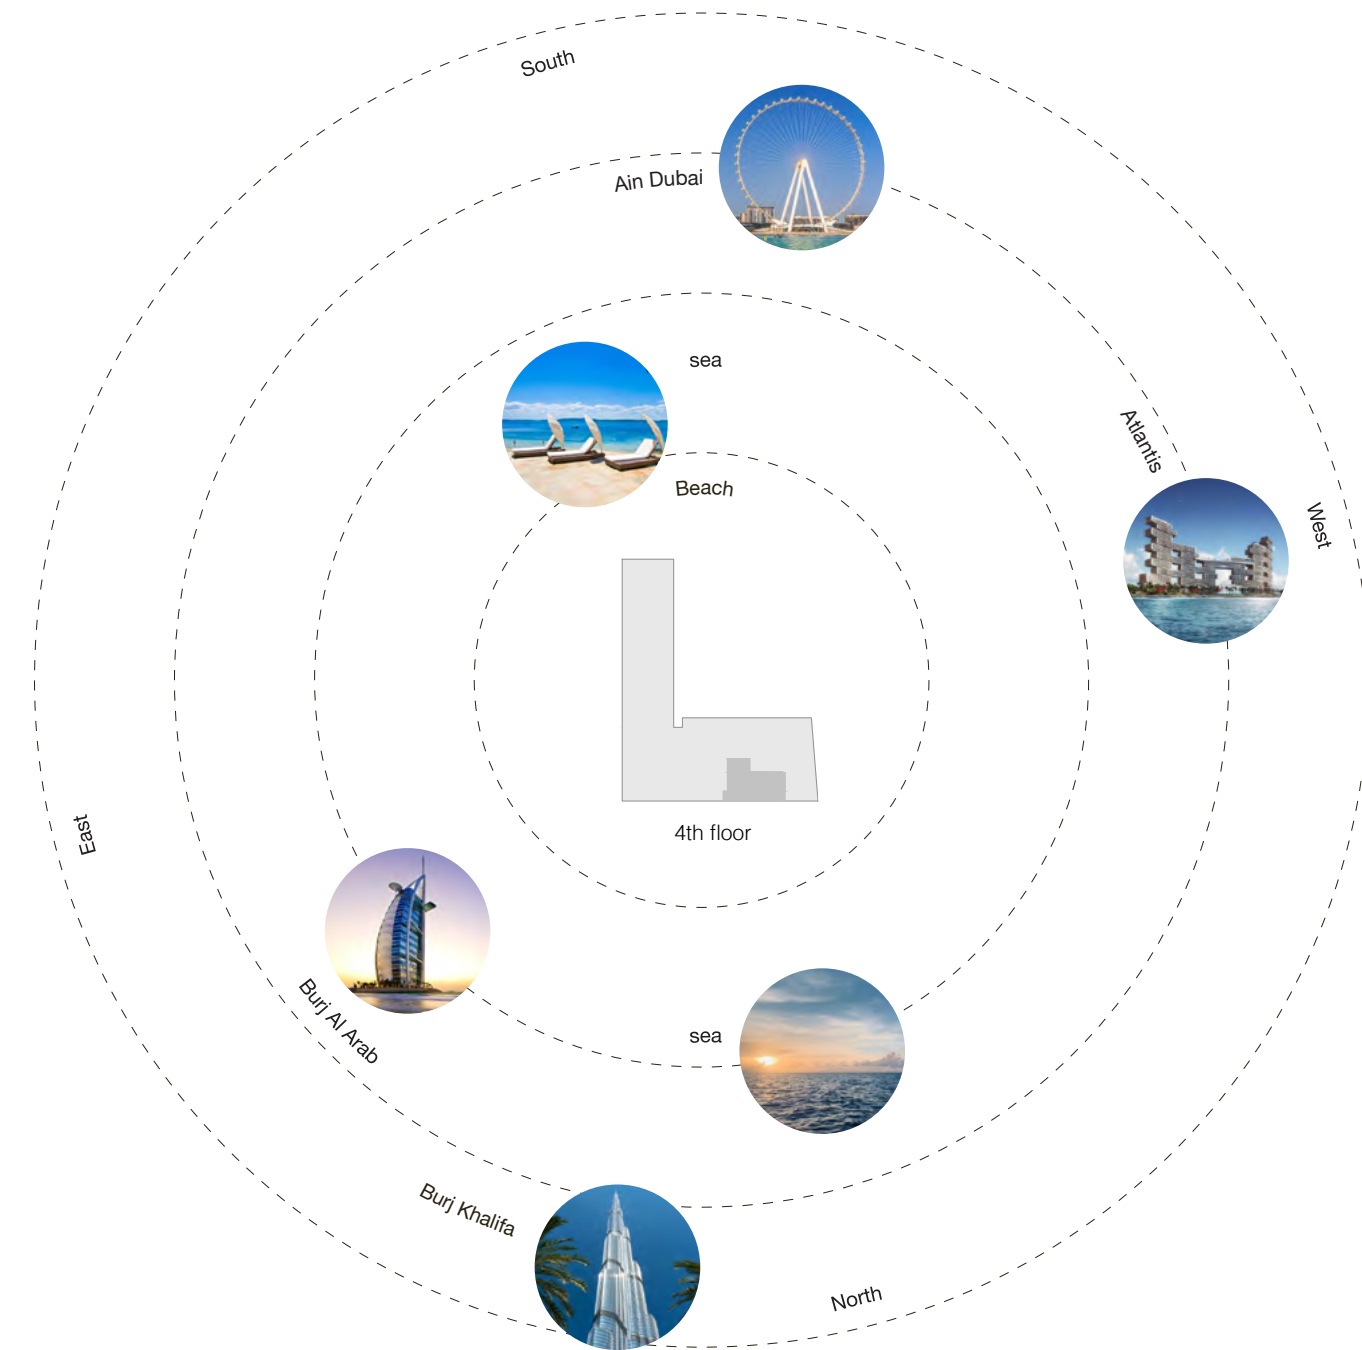 South
Ain Dubai
sea
Atlantis
Beach
West
4th floor
East
Burj Al Arab
sea
Burj Khalifa
North